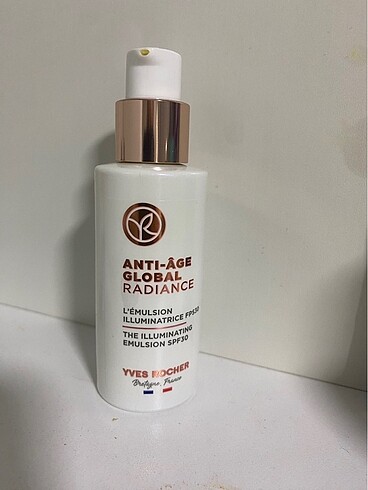 ANTI-ÂGE
GLOBAL
RADIANCE
L'ÉMULSION
ILLUMINATRICE FPS30
THE ILLUMINATING
EMULSION SPF30
YVES ROCHER
Bretagne, France